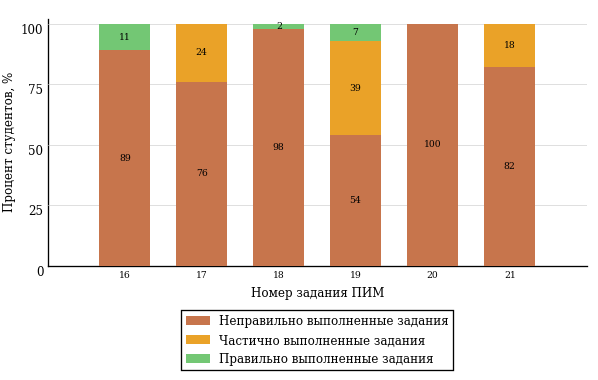 Процент студентов, %
100
75
50
25
0
11
89
24
76
2
98
7
39
54
100
18
82
16 17 18 19 20 21
Номер задания ПИМ
Неправильно выполненные задания
Частично выполненные задания
Правильно выполненные задания